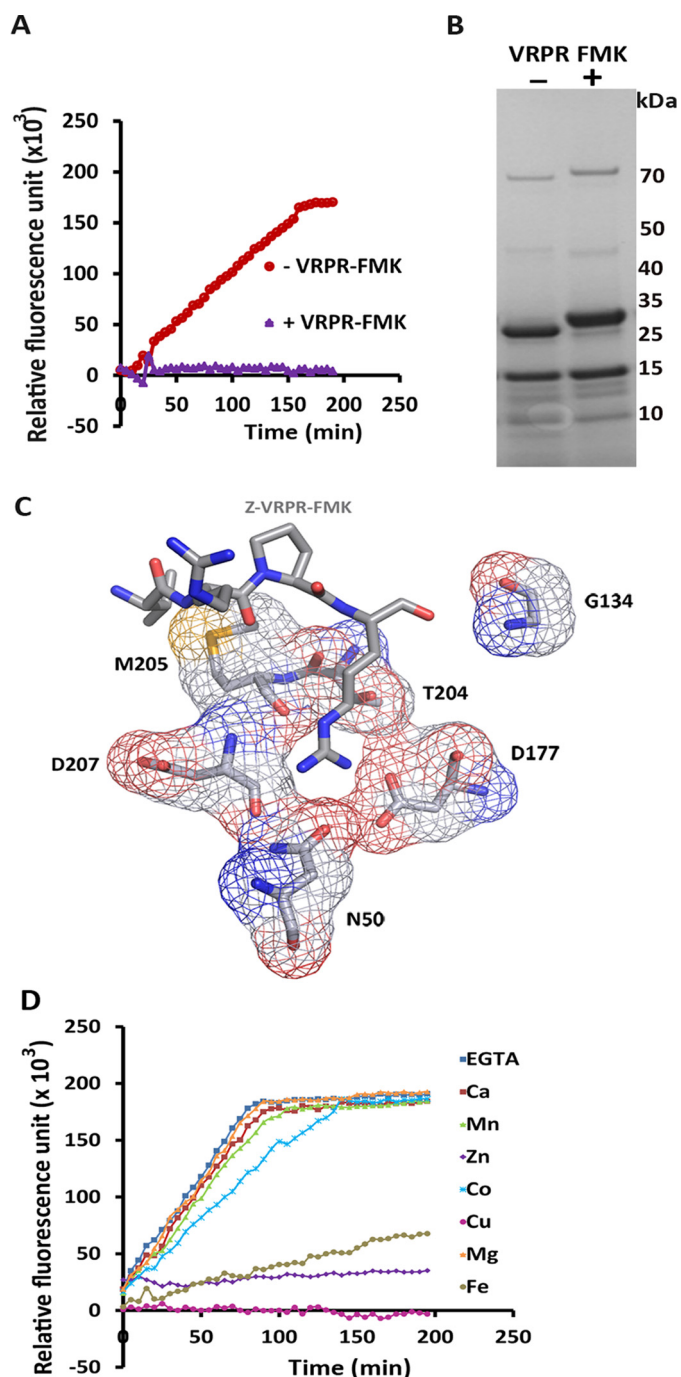 A
Relative fluorescence unit (x10³)
250
200
150
100
50
0
-50
50
100
150
200
250
Time (min)
- VRPR-FMK
+ VRPR-FMK
B
VRPR FMK
− +
kDa
70
50
40
35
25
15
10
C
Z-VRPR-FMK
G134
M205
T204
D207
D177
N50
D
Relative fluorescence unit (x 10³)
250
200
150
100
50
0
-50
0
50
100
150
200
250
Time (min)
EGTA
Ca
Mn
Zn
Co
Cu
Mg
Fe